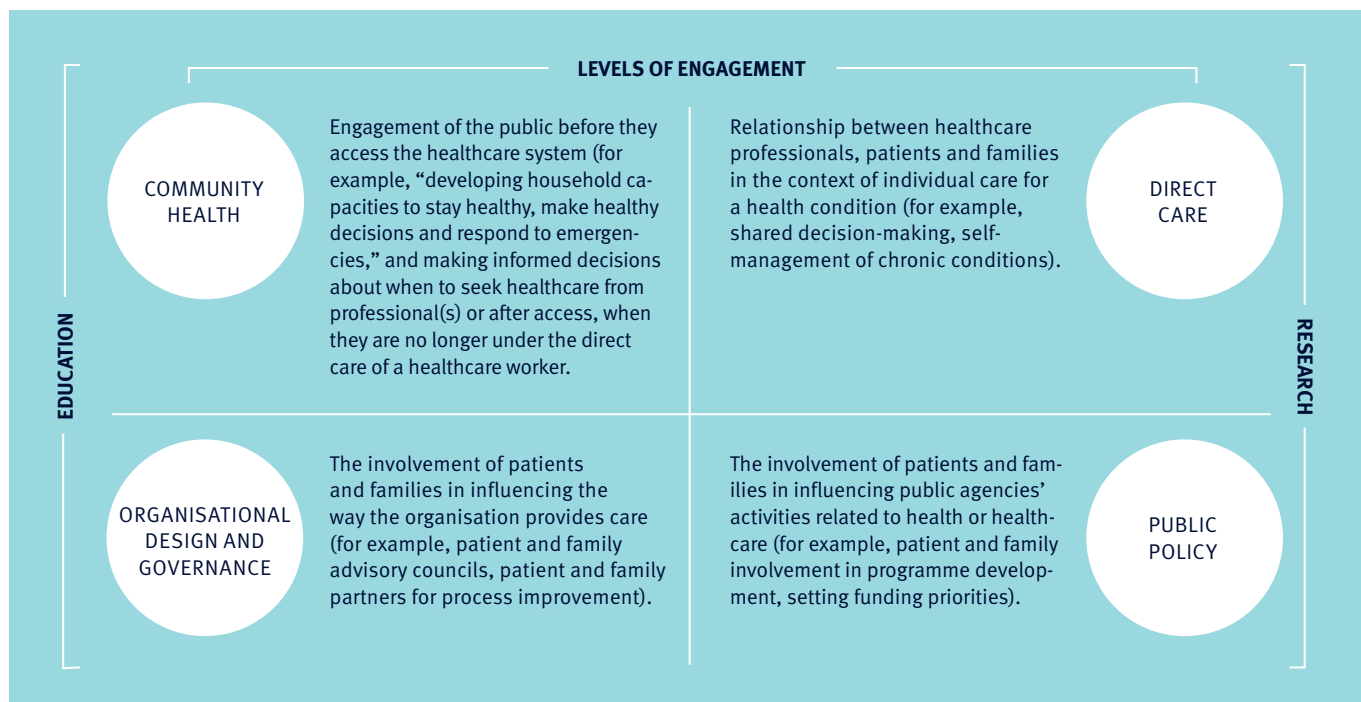 LEVELS OF ENGAGEMENT
EDUCATION
COMMUNITY
HEALTH
Engagement of the public before they
access the healthcare system (for
example, “developing household ca-
pacities to stay healthy, make healthy
decisions and respond to emergen-
cies,” and making informed decisions
about when to seek healthcare from
professional(s) or after access, when
they are no longer under the direct
care of a healthcare worker.
Relationship between healthcare
professionals, patients and families
in the context of individual care for
a health condition (for example,
shared decision-making, self-
management of chronic conditions).
DIRECT
CARE
RESEARCH
ORGANISATIONAL
DESIGN AND
GOVERNANCE
The involvement of patients
and families in influencing the
way the organisation provides care
(for example, patient and family
advisory councils, patient and family
partners for process improvement).
The involvement of patients and fam-
ilies in influencing public agencies’
activities related to health or health-
care (for example, patient and family
involvement in programme develop-
ment, setting funding priorities).
PUBLIC
POLICY